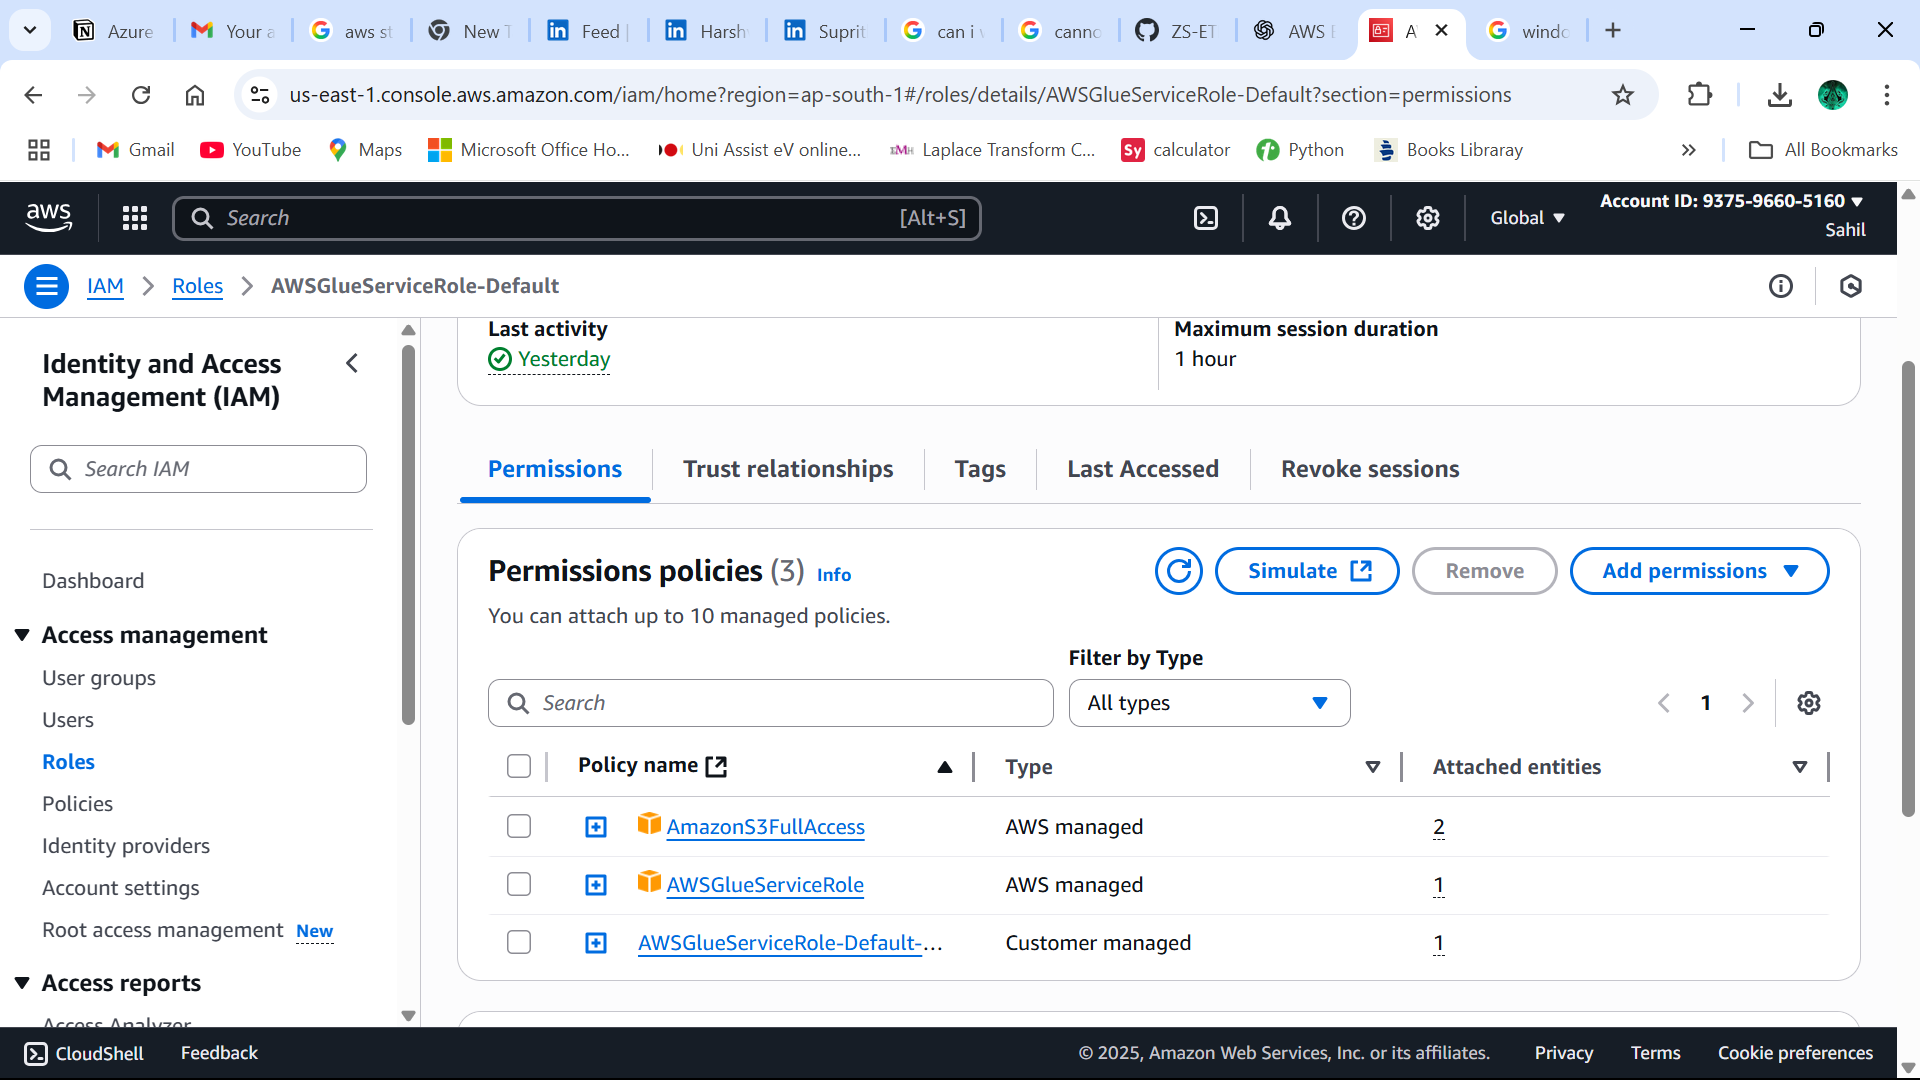 Azure
Your a
aws st
New T
Feed |
Harshv
Suprit
can i v
canno
ZS-ET
AWS E
A
windo
us-east-1.console.aws.amazon.com/iam/home?region=ap-south-1#/roles/details/AWSGlueServiceRole-Default?section=permissions
Gmail
YouTube
Maps
Microsoft Office Ho...
Uni Assist eV online...
Laplace Transform C...
Sy calculator
Python
Books Libraray
All Bookmarks
aws
Search
[Alt+S]
Global
Account ID: 9375-9660-5160
Sahil
IAM
Roles
AWSGlueServiceRole-Default
Identity and Access
Management (IAM)
Search IAM
Dashboard
Access management
User groups
Users
Roles
Policies
Identity providers
Account settings
Root access management New
Access reports
Access Analyzer
Last activity
Yesterday
Maximum session duration
1 hour
Permissions
Trust relationships
Tags
Last Accessed
Revoke sessions
Permissions policies (3) Info
Simulate
Remove
Add permissions
You can attach up to 10 managed policies.
Filter by Type
Search
All types
1
Policy name
Type
Attached entities
AmazonS3FullAccess
AWS managed
2
AWSGlueServiceRole
AWS managed
1
AWSGlueServiceRole-Default-...
Customer managed
1
CloudShell
Feedback
© 2025, Amazon Web Services, Inc. or its affiliates.
Privacy
Terms
Cookie preferences